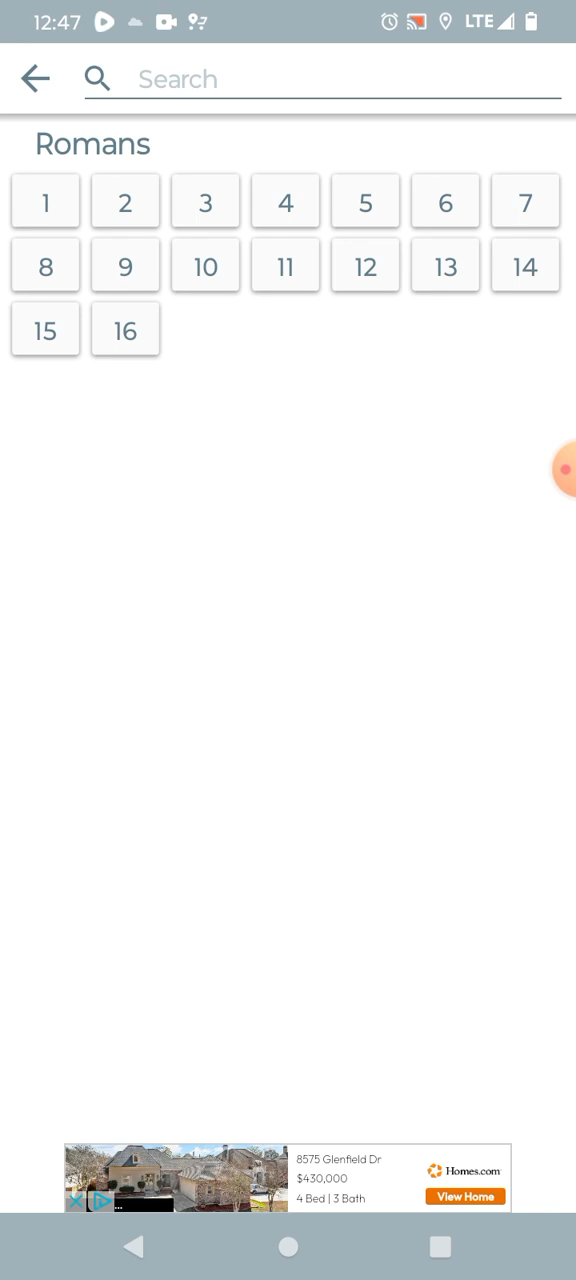 12:47 LTE
Search
Romans
1 2 3 4 5 6 7
8 9 10 11 12 13 14
15 16
8575 Glenfield Dr
$430,000
4 Bed | 3 Bath
Homes.com
View Home
...